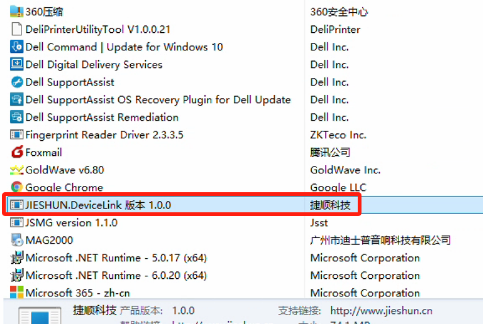 360压缩 360安全中心
DeliPrinterUtilityTool V1.0.0.21 DeliPrinter
Dell Command | Update for Windows 10 Dell Inc.
Dell Digital Delivery Services Dell Inc.
Dell SupportAssist Dell Inc.
Dell SupportAssist OS Recovery Plugin for Dell Update Dell Inc.
Dell SupportAssist Remediation Dell Inc.
Fingerprint Reader Driver 2.3.3.5 ZKTeco Inc.
Foxmail 腾讯公司
GoldWave v6.80 GoldWave Inc.
Google Chrome Google LLC
JIESHUN.DeviceLink 版本 1.0.0 捷顺科技
JSMG version 1.1.0 Jsst
MAG2000 广州市迪士普音响科技有限公司
Microsoft .NET Runtime - 5.0.17 (x64) Microsoft Corporation
Microsoft .NET Runtime - 6.0.20 (x64) Microsoft Corporation
Microsoft 365 - zh-cn Microsoft Corporation
捷顺科技 产品版本: 1.0.0 支持链接: http://www.jieshun.cn